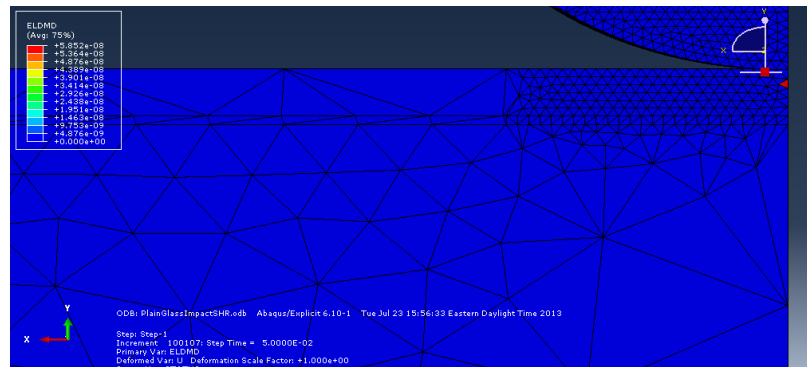 ELDMD
(Avg: 75%)
+5.852e-08
+5.364e-08
+4.876e-08
+4.389e-08
+3.901e-08
+3.414e-08
+2.926e-08
+2.438e-08
+1.951e-08
+1.463e-08
+9.753e-09
+4.876e-09
+0.000e+00
Y
X
Z
Y
X
ODB: PlainGlassImpactSHR.odb Abaqus/Explicit 6.10-1 Tue Jul 23 15:56:33 Eastern Daylight Time 2013
Step: Step-1
Increment 100107: Step Time = 5.0000E-02
Primary Var: ELDMD
Deformed Var: U Deformation Scale Factor: +1.000e+00